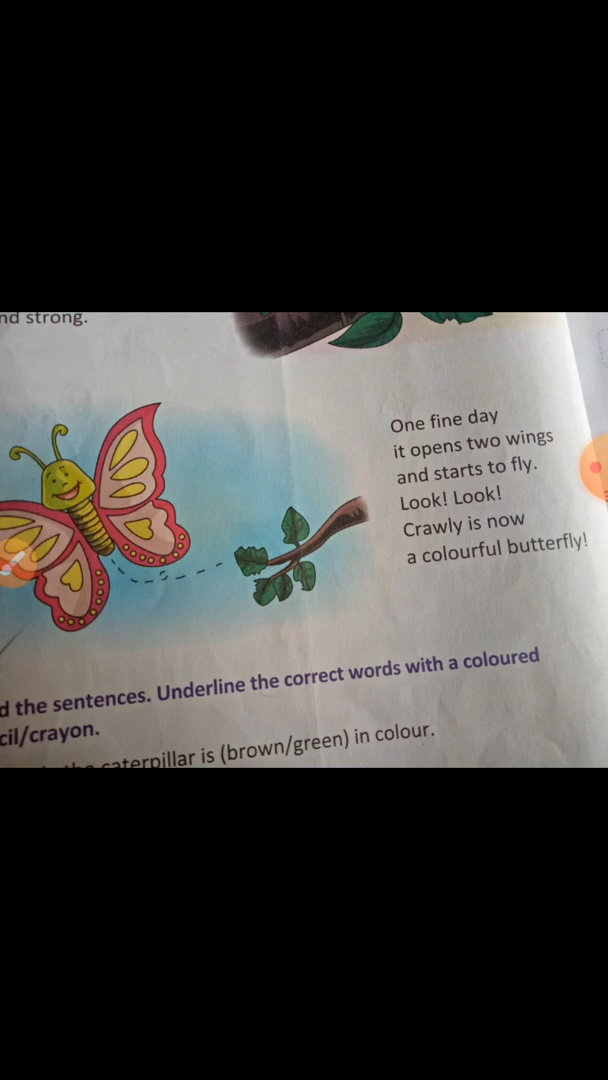 nd strong.
One fine day
it opens two wings
and starts to fly.
Look! Look!
Crawly is now
a colourful butterfly!
d the sentences. Underline the correct words with a coloured
cil/crayon.
the caterpillar is (brown/green) in colour.